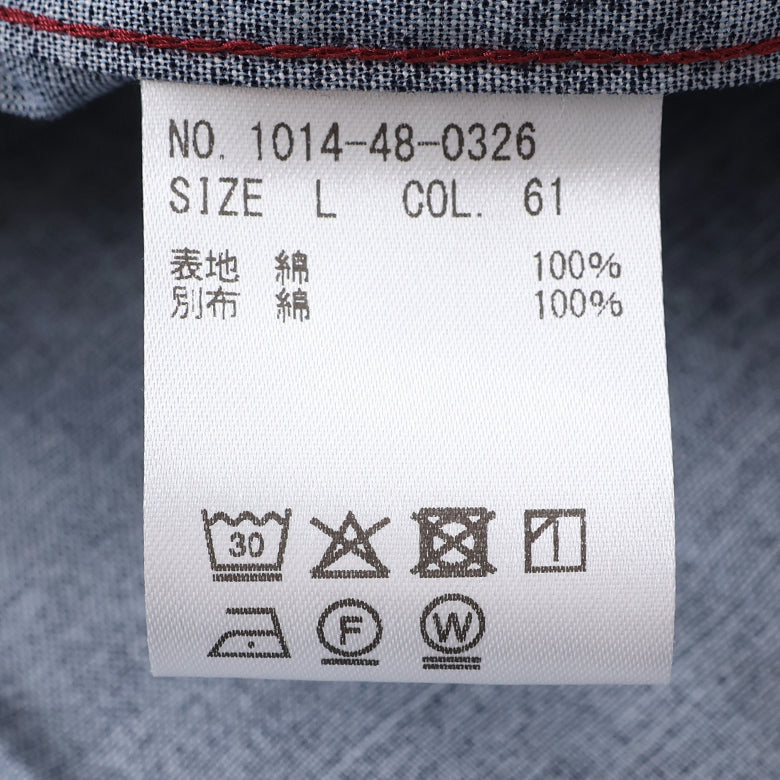 NO. 1014-48-0326
SIZE L COL. 61
表地 綿 100%
別布 綿 100%
30
F W